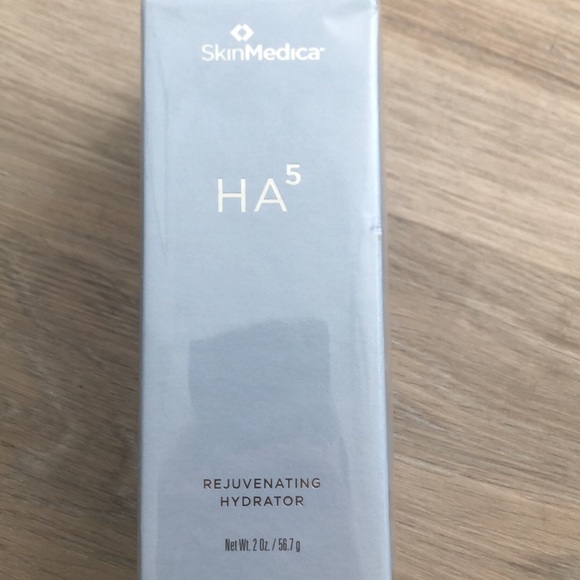 SkinMedica
HA⁵
REJUVENATING
HYDRATOR
Net Wt. 2 Oz. / 56.7 g